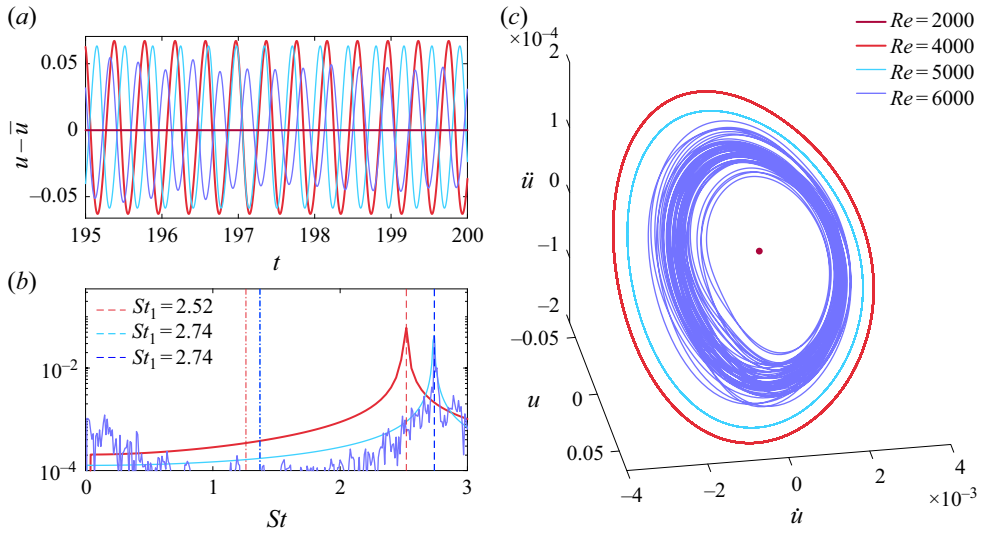 (a)
0.05
0
−0.05
u − u̅
195 196 197 198 199 200
t
(b)
St₁ = 2.52
St₁ = 2.74
St₁ = 2.74
10⁻²
10⁻⁴
0 1 2 3
St
(c)
Re = 2000
Re = 4000
Re = 5000
Re = 6000
×10⁻⁴
2
1
0
−1
−2
ü
−0.05
0
0.05
u
−4 −2 0 2 4
×10⁻³
u̇